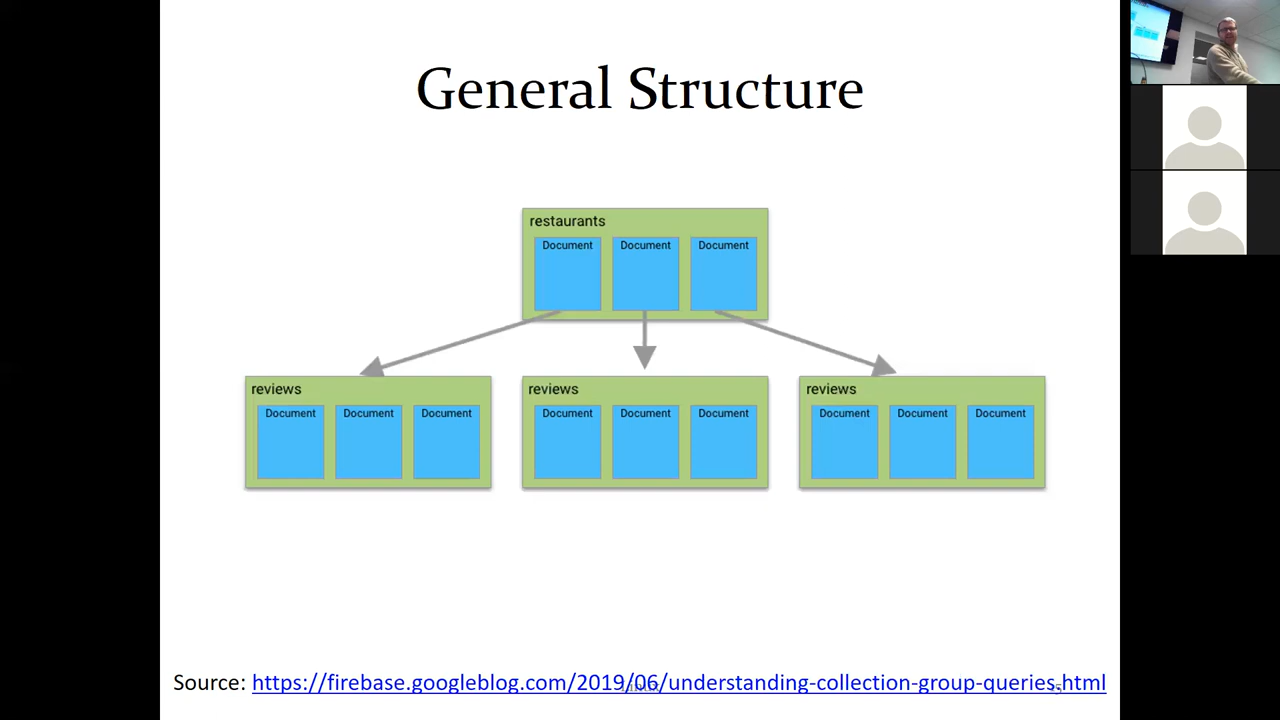 General Structure
restaurants
Document Document Document
reviews
Document Document Document
reviews
Document Document Document
reviews
Document Document Document
Source: https://firebase.googleblog.com/2019/06/understanding-collection-group-queries.html